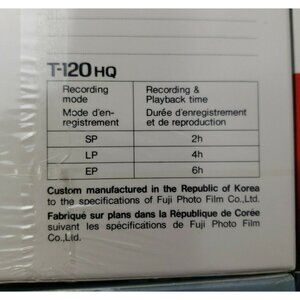 T-120 HQ
Recording mode Recording & Playback time
Mode d'en-registrement Durée d'enregistrement et de reproduction
SP 2h
LP 4h
EP 6h
Custom manufactured in the Republic of Korea
to the specifications of Fuji Photo Film Co.,Ltd.
Fabriqué sur plans dans la République de Corée
suivant les spécifications de Fuji Photo Film
Co.,Ltd.